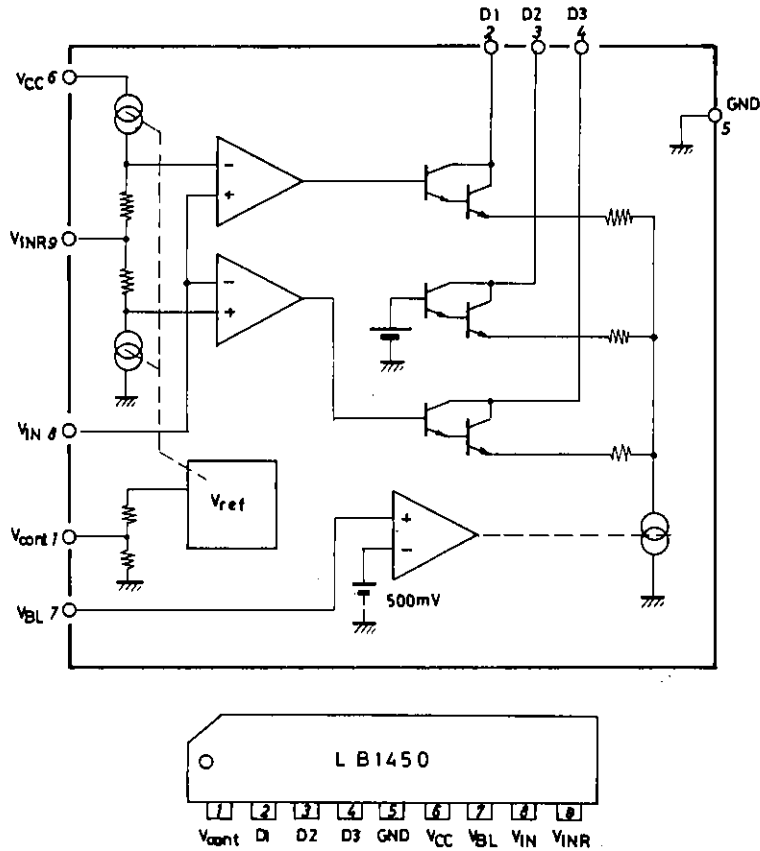 D1 D2 D3
2 3 4
VCC 6
GND
5
-
+
VINR 9
-
+
VIN 8
Vref
Vcont 1
+
-
500mV
VBL 7
LB1450
1 2 3 4 5 6 7 8 9
Vcont D1 D2 D3 GND VCC VBL VIN VINR